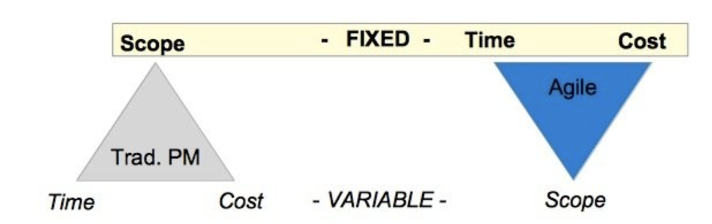 Scope - FIXED - Time Cost
Agile
Trad. PM
Time Cost - VARIABLE - Scope